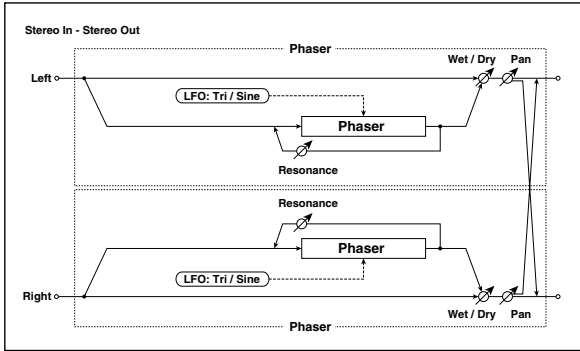 Stereo In - Stereo Out
Phaser
Wet / Dry
Pan
Left
LFO: Tri / Sine
Phaser
Resonance
Resonance
Phaser
LFO: Tri / Sine
Right
Wet / Dry
Pan
Phaser